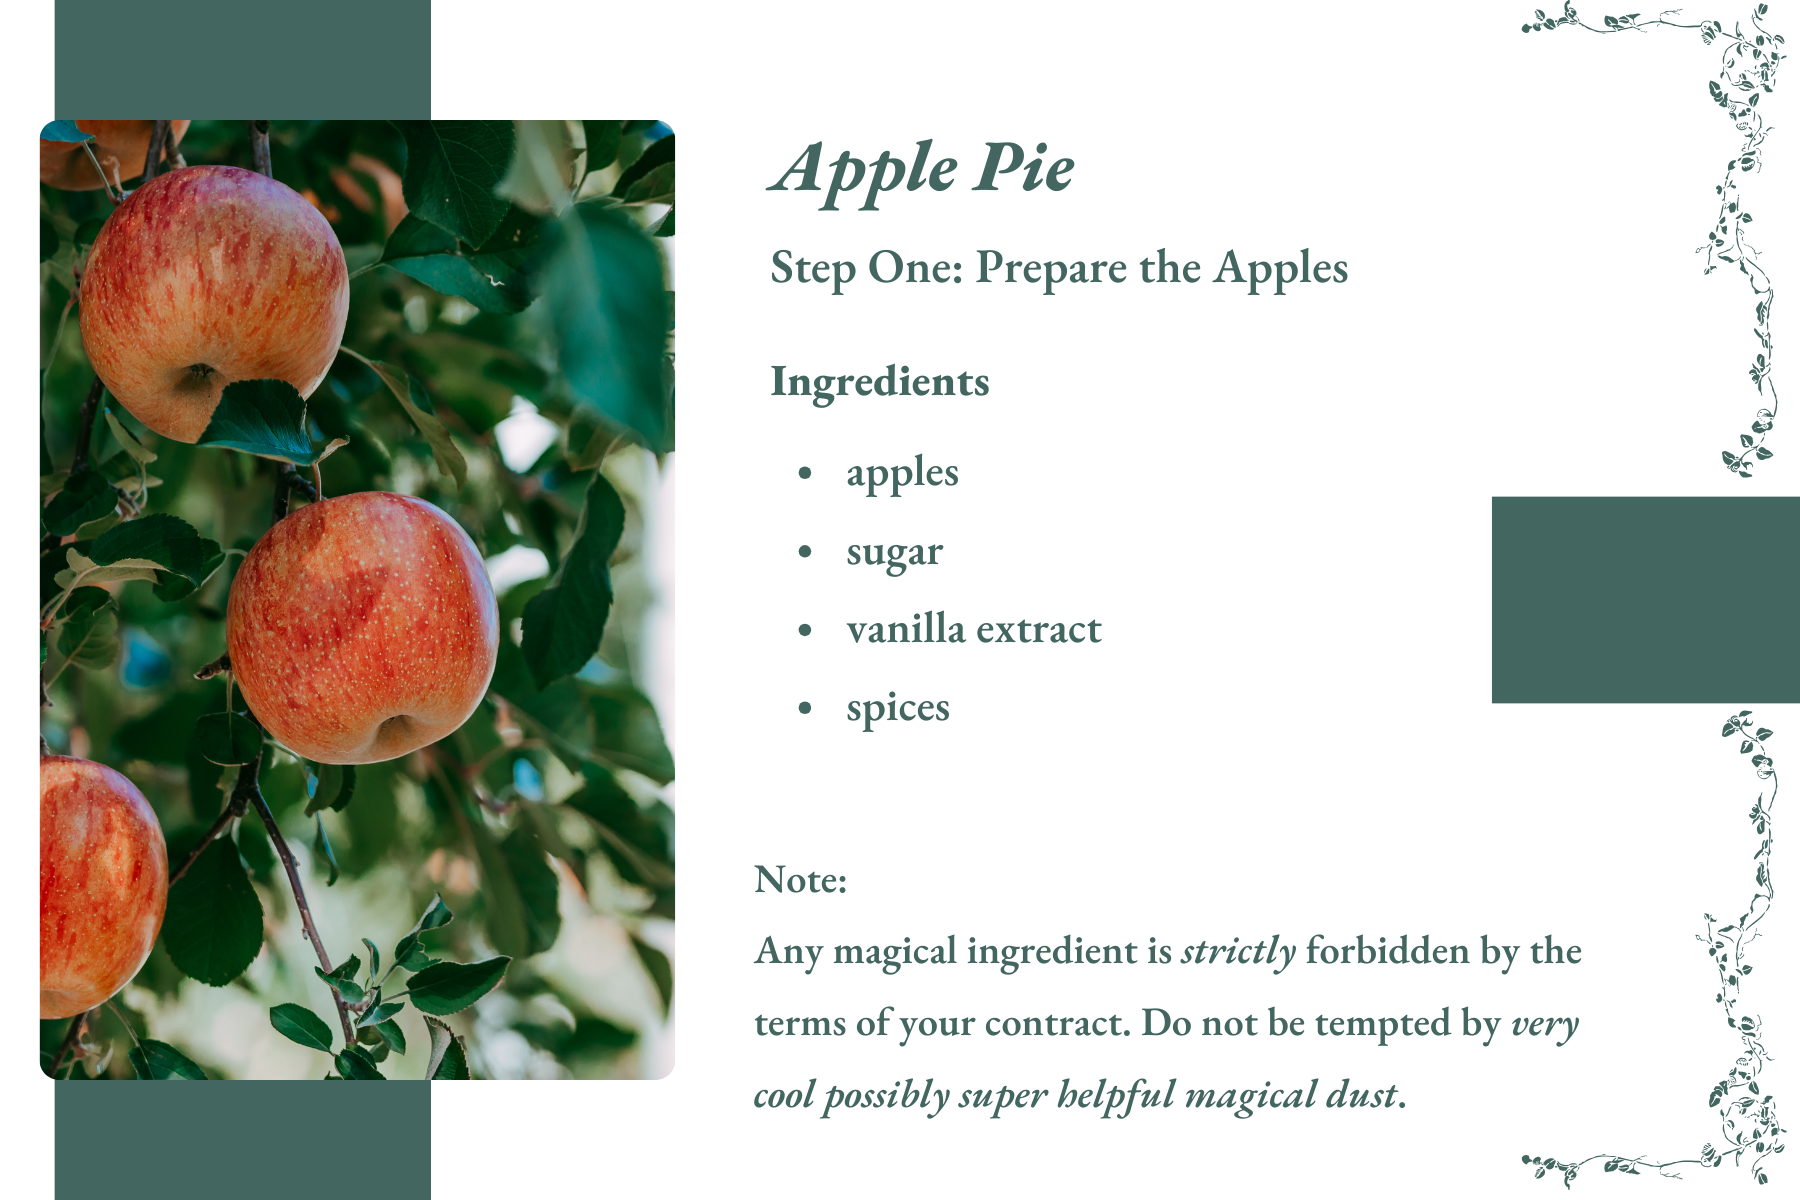 Apple Pie
Step One: Prepare the Apples
Ingredients
• apples
• sugar
• vanilla extract
• spices
Note:
Any magical ingredient is strictly forbidden by the
terms of your contract. Do not be tempted by very
cool possibly super helpful magical dust.